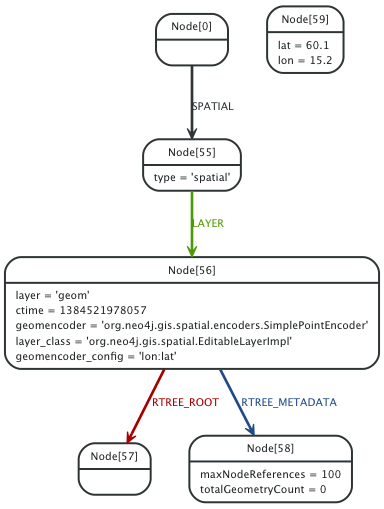 Node[0]
Node[59]
lat = 60.1
lon = 15.2
SPATIAL
Node[55]
type = 'spatial'
LAYER
Node[56]
layer = 'geom'
ctime = 1384521978057
geomencoder = 'org.neo4j.gis.spatial.encoders.SimplePointEncoder'
layer_class = 'org.neo4j.gis.spatial.EditableLayerImpl'
geomencoder_config = 'lon:lat'
RTREE_ROOT
RTREE_METADATA
Node[57]
Node[58]
maxNodeReferences = 100
totalGeometryCount = 0